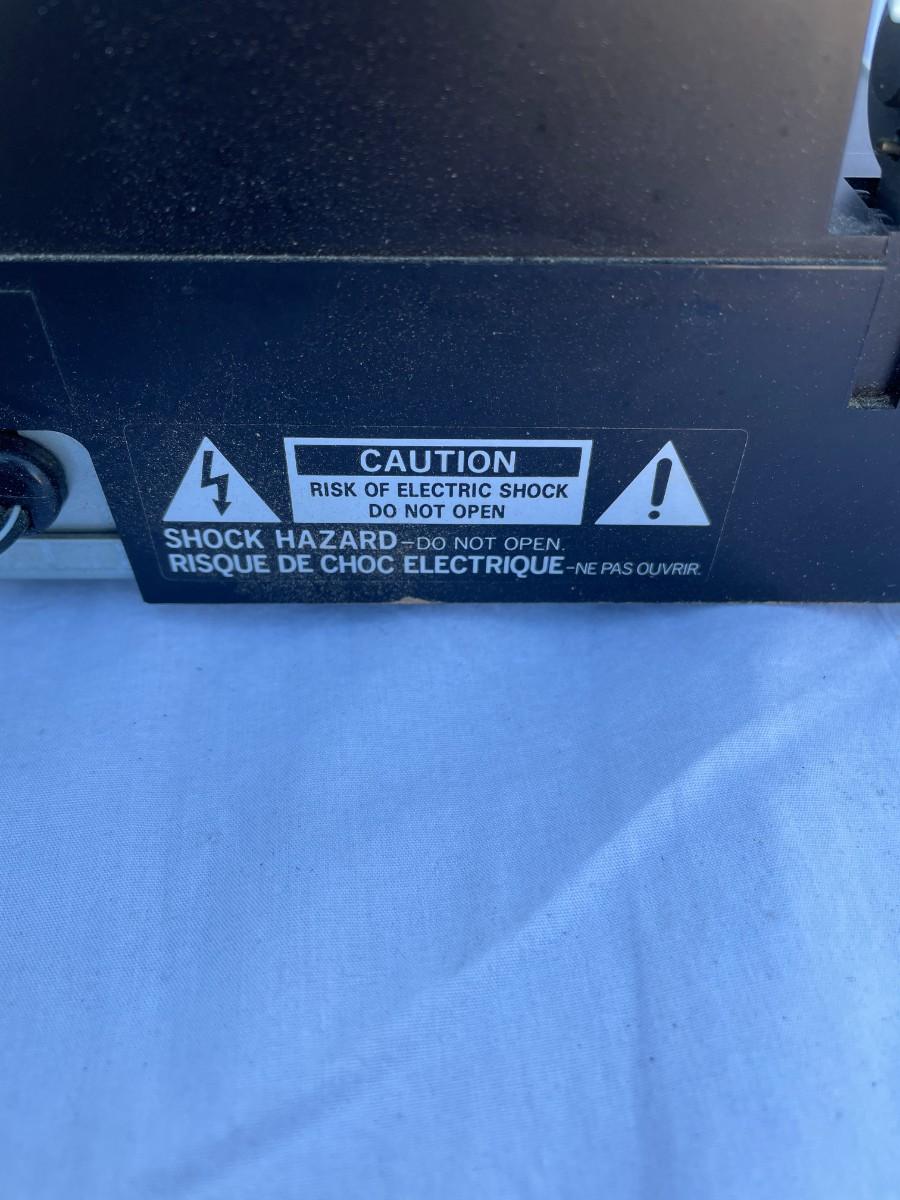 CAUTION
RISK OF ELECTRIC SHOCK
DO NOT OPEN
SHOCK HAZARD–DO NOT OPEN.
RISQUE DE CHOC ELECTRIQUE–NE PAS OUVRIR.